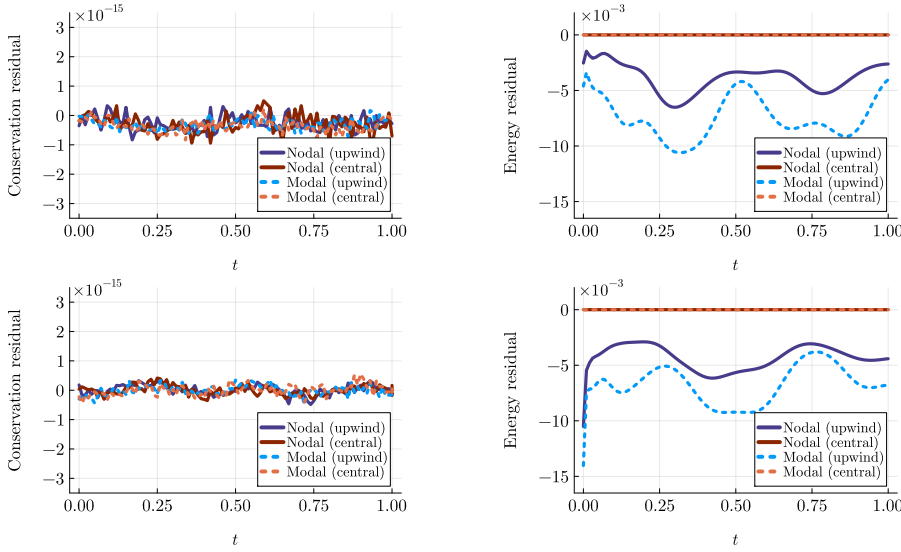 ×10⁻¹⁵
3
2
1
0
−1
−2
−3
Conservation residual
Nodal (upwind)
Nodal (central)
Modal (upwind)
Modal (central)
0.00 0.25 0.50 0.75 1.00
t
×10⁻³
0
−5
−10
−15
Energy residual
Nodal (upwind)
Nodal (central)
Modal (upwind)
Modal (central)
0.00 0.25 0.50 0.75 1.00
t
×10⁻¹⁵
3
2
1
0
−1
−2
−3
Conservation residual
Nodal (upwind)
Nodal (central)
Modal (upwind)
Modal (central)
0.00 0.25 0.50 0.75 1.00
t
×10⁻³
0
−5
−10
−15
Energy residual
Nodal (upwind)
Nodal (central)
Modal (upwind)
Modal (central)
0.00 0.25 0.50 0.75 1.00
t